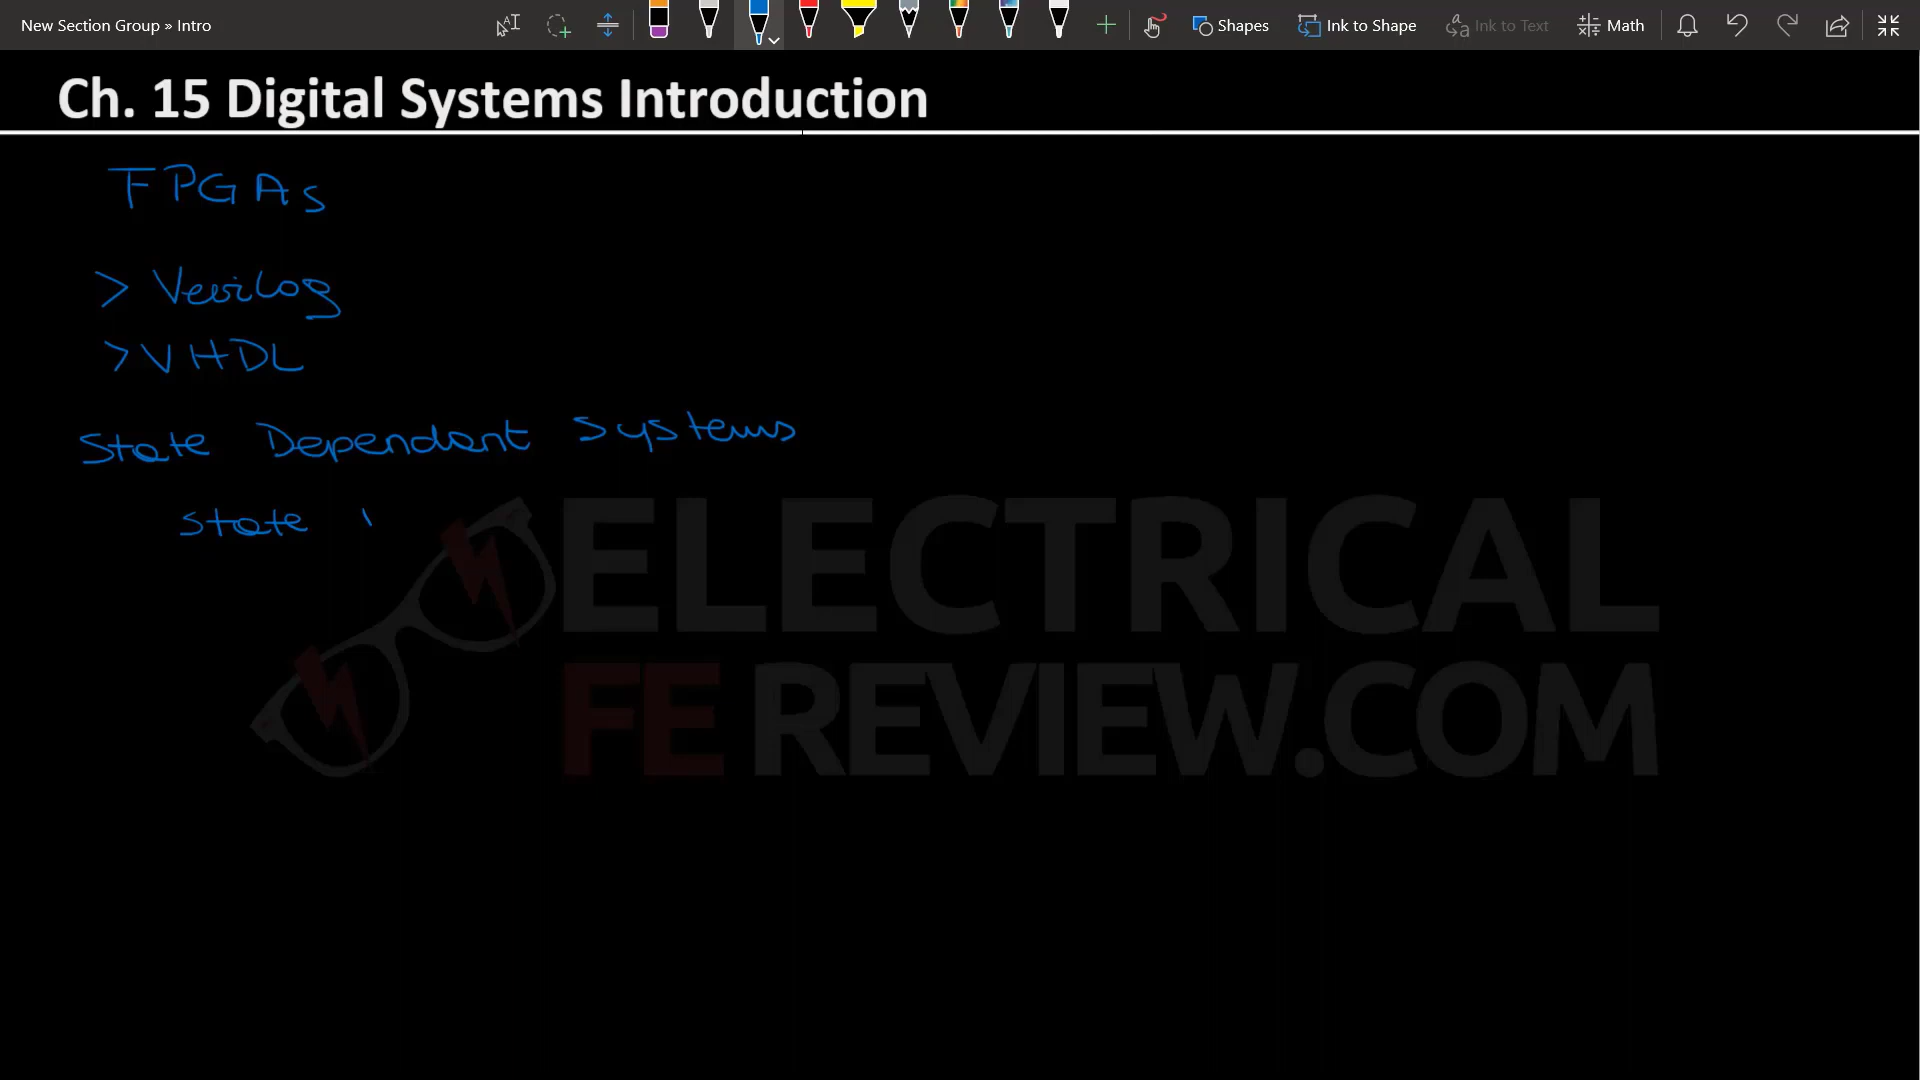 New Section Group » Intro
Shapes
Ink to Shape
Ink to Text
Math
Ch. 15 Digital Systems Introduction
FPGAs
> Verilog
> VHDL
State Dependant Systems
State
ELECTRICAL
FE REVIEW.COM